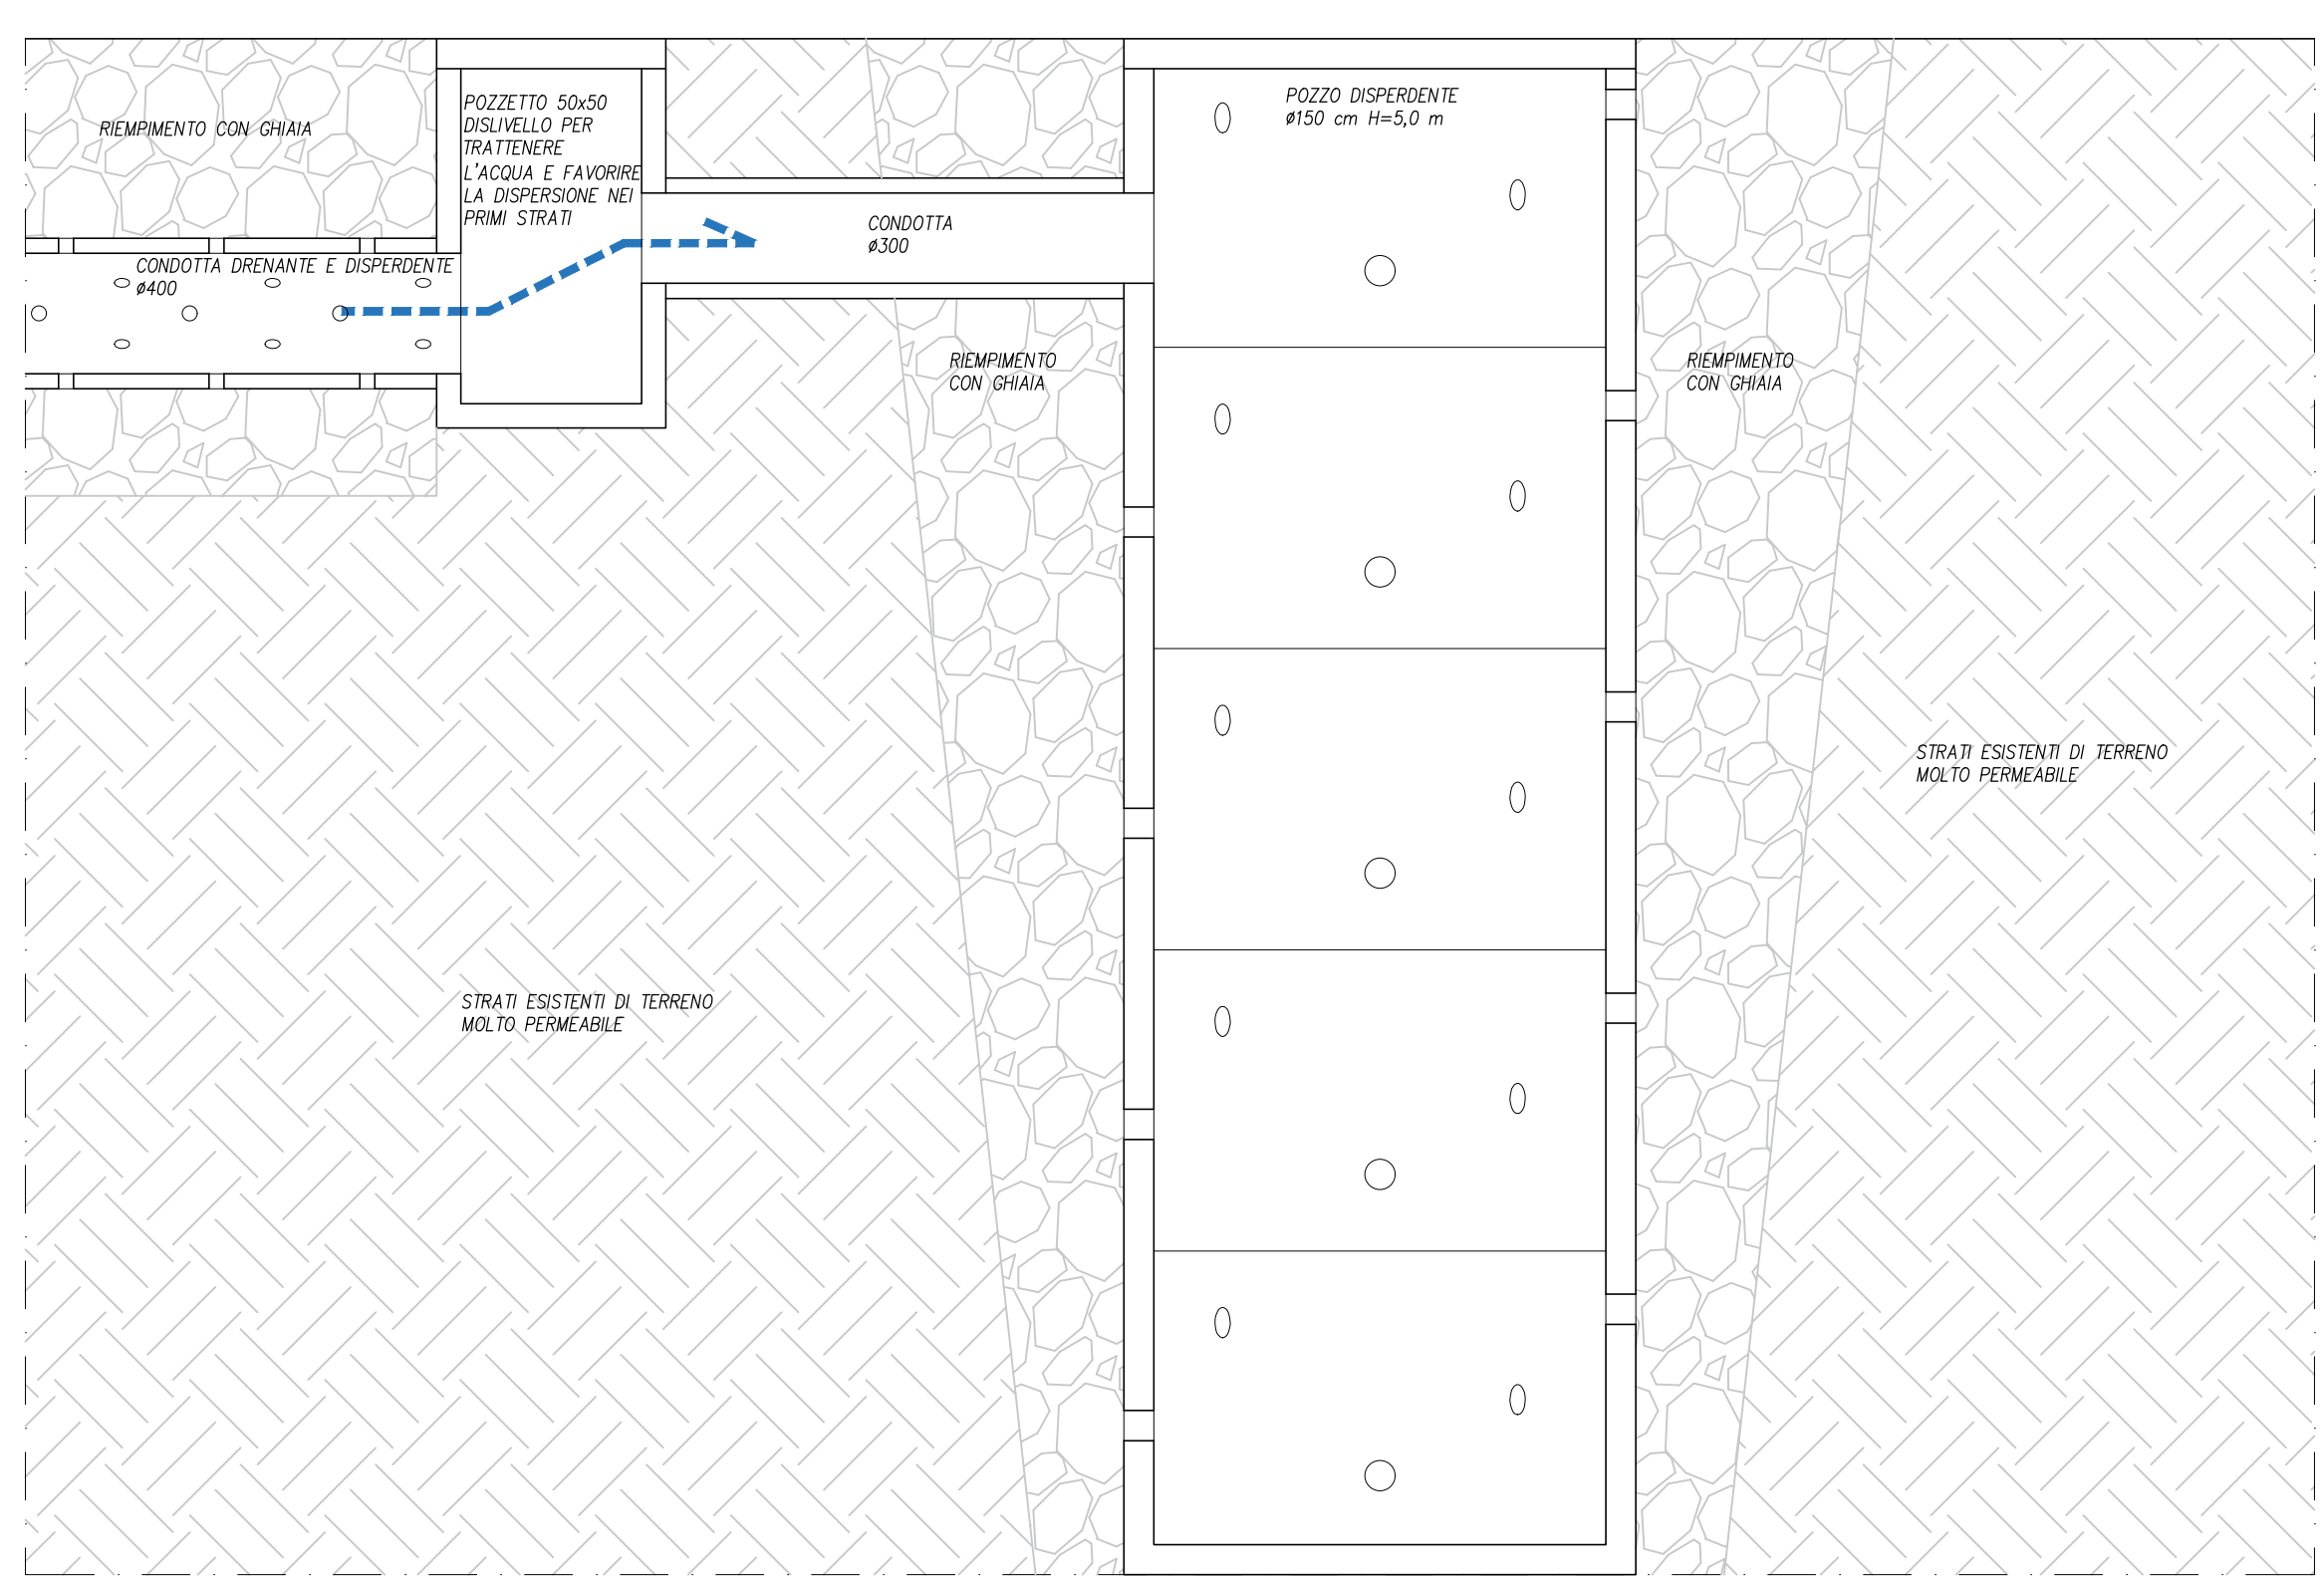 RIEMPIMENTO CON GHIAIA
POZZETTO 50x50
DISLIVELLO PER
TRATTENERE
L'ACQUA E FAVORIRE
LA DISPERSIONE NEI
PRIMI STRATI
CONDOTTA DRENANTE E DISPERDENTE
ø400
CONDOTTA
ø300
POZZO DISPERDENTE
ø150 cm H=5,0 m
RIEMPIMENTO
CON GHIAIA
RIEMPIMENTO
CON GHIAIA
STRATI ESISTENTI DI TERRENO
MOLTO PERMEABILE
STRATI ESISTENTI DI TERRENO
MOLTO PERMEABILE